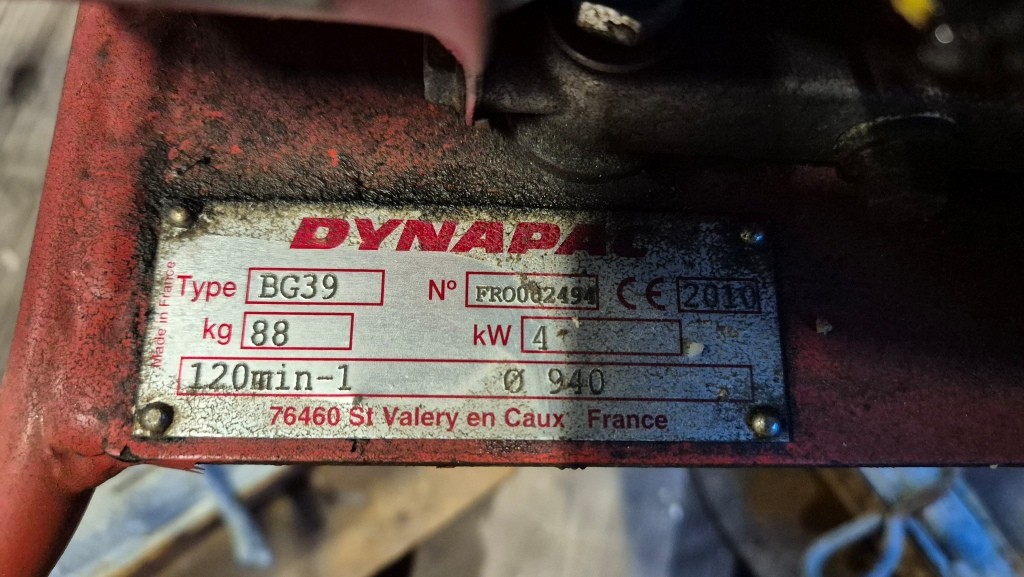 DYNAPAC
Made in France
Type BG39 N° FRO002494 CE 2010
kg 88 kW 4
120min-1 Ø 940
76460 St Valery en Caux France